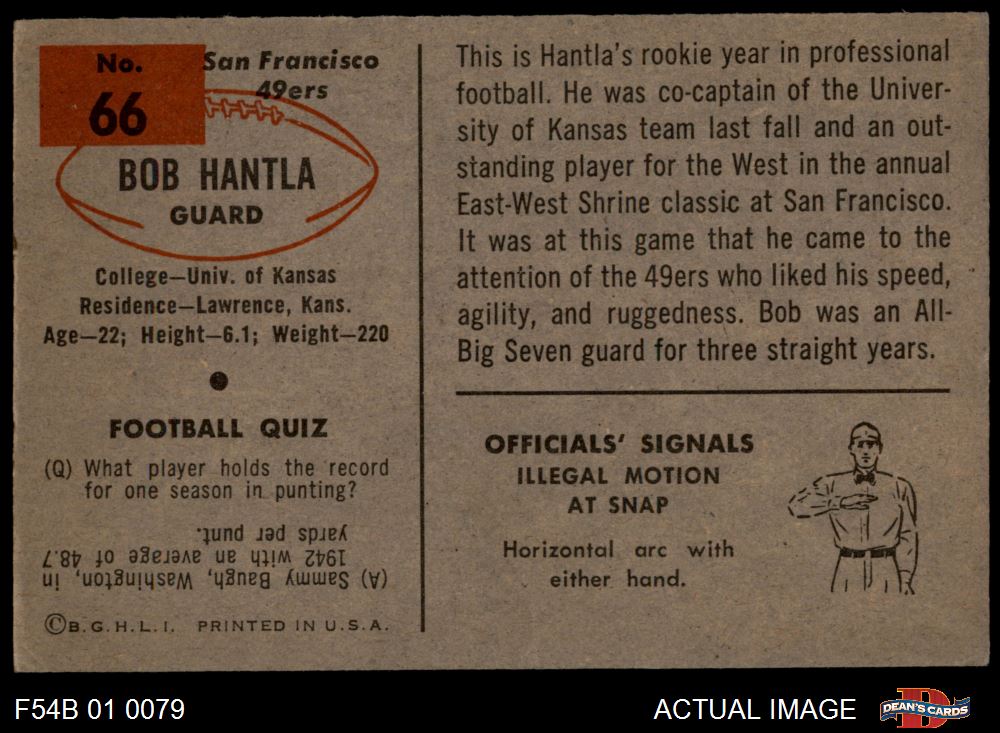 No.
66
San Francisco
49ers
BOB HANTLA
GUARD
College—Univ. of Kansas
Residence—Lawrence, Kans.
Age—22; Height—6.1; Weight—220
FOOTBALL QUIZ
(Q) What player holds the record
for one season in punting?
(A) Sammy Baugh, Washington, in
1942 with an average of 48.7
yards per punt.
©B.G.H.L.I. PRINTED IN U.S.A.
This is Hantla's rookie year in professional
football. He was co-captain of the Univer-
sity of Kansas team last fall and an out-
standing player for the West in the annual
East-West Shrine classic at San Francisco.
It was at this game that he came to the
attention of the 49ers who liked his speed,
agility, and ruggedness. Bob was an All-
Big Seven guard for three straight years.
OFFICIALS' SIGNALS
ILLEGAL MOTION
AT SNAP
Horizontal arc with
either hand.
F54B 01 0079
ACTUAL IMAGE
DEAN'S CARDS